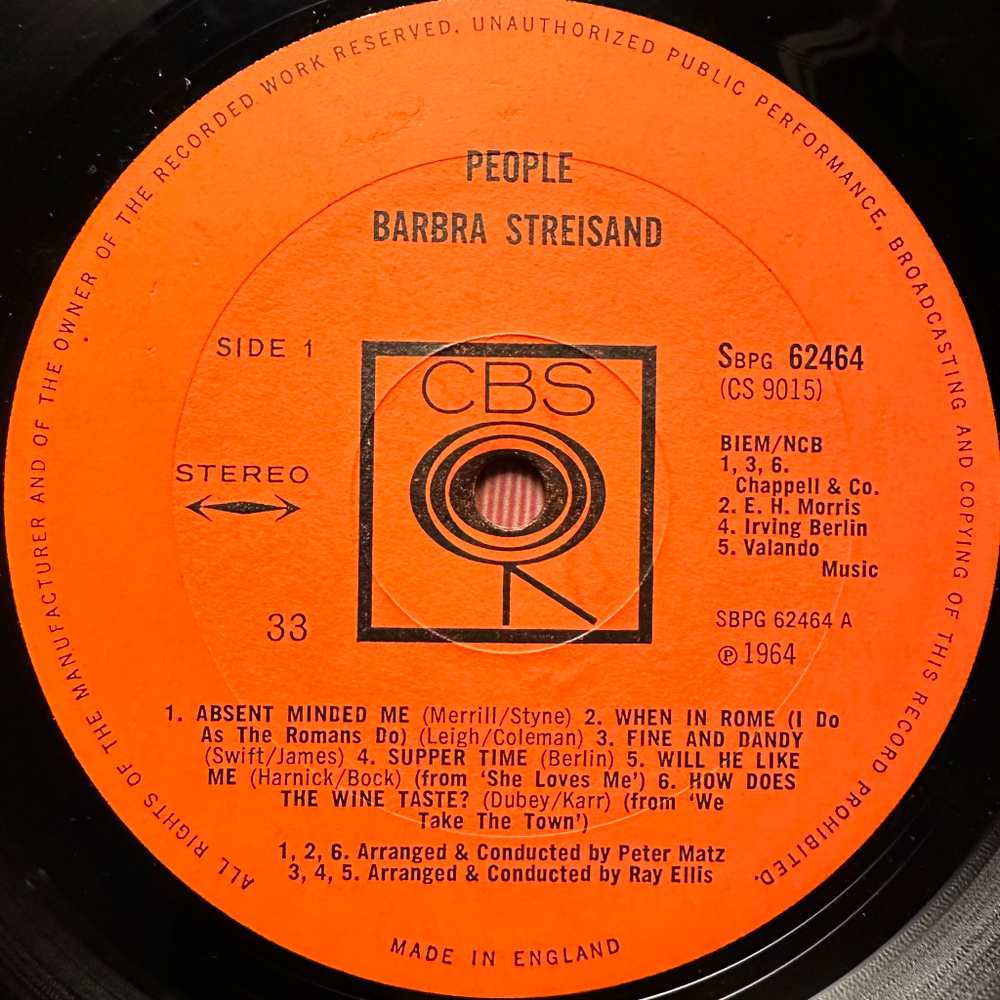 ALL RIGHTS OF THE MANUFACTURER AND OF THE OWNER OF THE RECORDED WORK RESERVED. UNAUTHORIZED PUBLIC PERFORMANCE, BROADCASTING AND COPYING OF THIS RECORD PROHIBITED.
PEOPLE
BARBRA STREISAND
SIDE 1
STEREO
33
CBS
SBPG 62464
(CS 9015)
BIEM/NCB
1, 3, 6.
Chappell & Co.
2. E. H. Morris
4. Irving Berlin
5. Valando
Music
SBPG 62464 A
℗ 1964
1. ABSENT MINDED ME (Merrill/Styne) 2. WHEN IN ROME (I Do
As The Romans Do) (Leigh/Coleman) 3. FINE AND DANDY
(Swift/James) 4. SUPPER TIME (Berlin) 5. WILL HE LIKE
ME (Harnick/Bock) (from ‘She Loves Me’) 6. HOW DOES
THE WINE TASTE? (Dubey/Karr) (from ‘We
Take The Town’)
1, 2, 6. Arranged & Conducted by Peter Matz
3, 4, 5. Arranged & Conducted by Ray Ellis
MADE IN ENGLAND